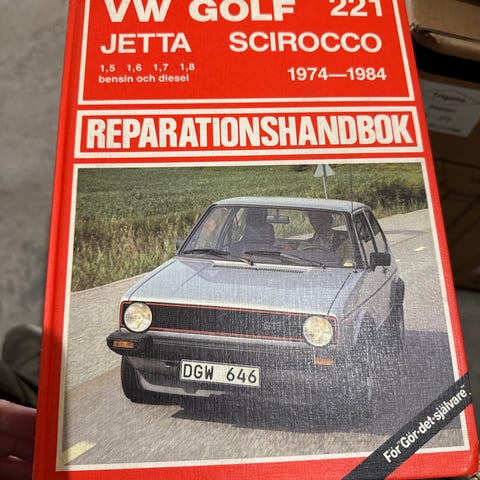 VW GOLF 221
JETTA SCIROCCO
1,5 1,6 1,7 1,8
bensin och diesel
1974—1984
REPARATIONSHANDBOK
DGW 646
För "Gör-det-självare"